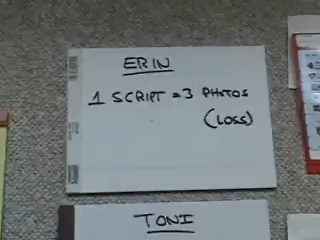 ERIN
1 SCRIPT = 3 PHOTOS
(LOSS)
TONI